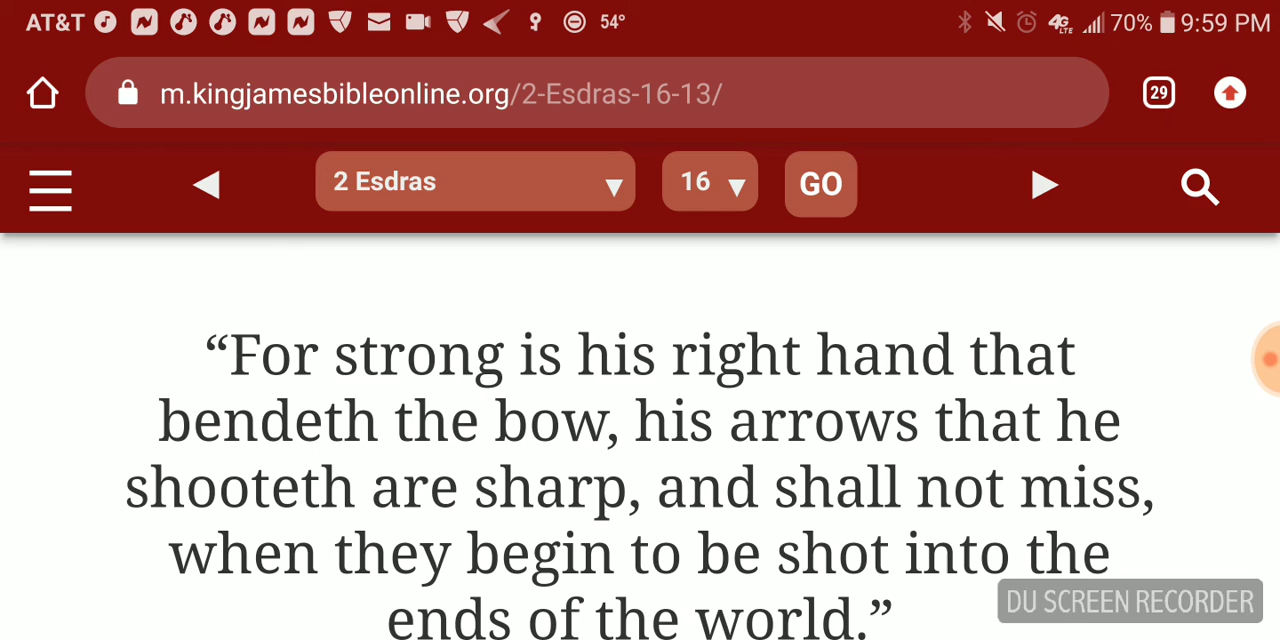 AT&T 54° 4G LTE 70% 9:59 PM
m.kingjamesbibleonline.org/2-Esdras-16-13/ 29
2 Esdras 16 GO
“For strong is his right hand that
bendeth the bow, his arrows that he
shooteth are sharp, and shall not miss,
when they begin to be shot into the
ends of the world.”
DU SCREEN RECORDER